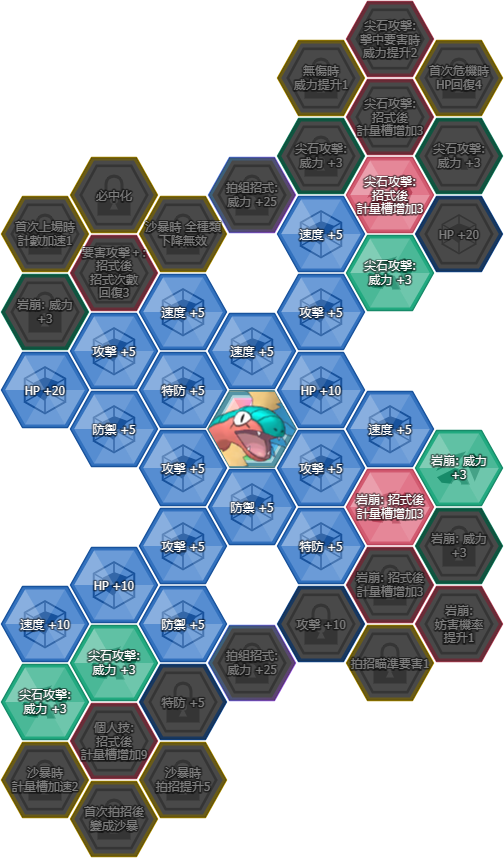 尖石攻擊:
擊中要害時
威力提升2
無傷時
威力提升1
首次危機時
HP回復4
尖石攻擊:
招式後
計量槽增加3
尖石攻擊:
威力 +3
尖石攻擊:
威力 +3
必中化
拍組招式:
威力 +25
尖石攻擊:
招式後
計量槽增加3
首次上場時
計數加速1
沙暴時 全種類
下降無效
速度 +5
HP +20
要害攻擊+
招式後
招式次數
回復3
尖石攻擊:
威力 +3
岩崩: 威力
+3
速度 +5
攻擊 +5
攻擊 +5
速度 +5
HP +20
特防 +5
HP +10
防禦 +5
速度 +5
攻擊 +5
攻擊 +5
岩崩: 威力
+3
防禦 +5
岩崩: 招式後
計量槽增加3
攻擊 +5
特防 +5
岩崩: 威力
+3
HP +10
岩崩: 招式後
計量槽增加3
速度 +10
防禦 +5
攻擊 +10
岩崩:
妨害機率
提升1
尖石攻擊:
威力 +3
拍組招式:
威力 +25
拍招瞄準要害1
尖石攻擊:
威力 +3
特防 +5
個人技:
招式後
計量槽增加9
沙暴時
計量槽加速2
沙暴時
拍招提升5
首次拍招後
變成沙暴